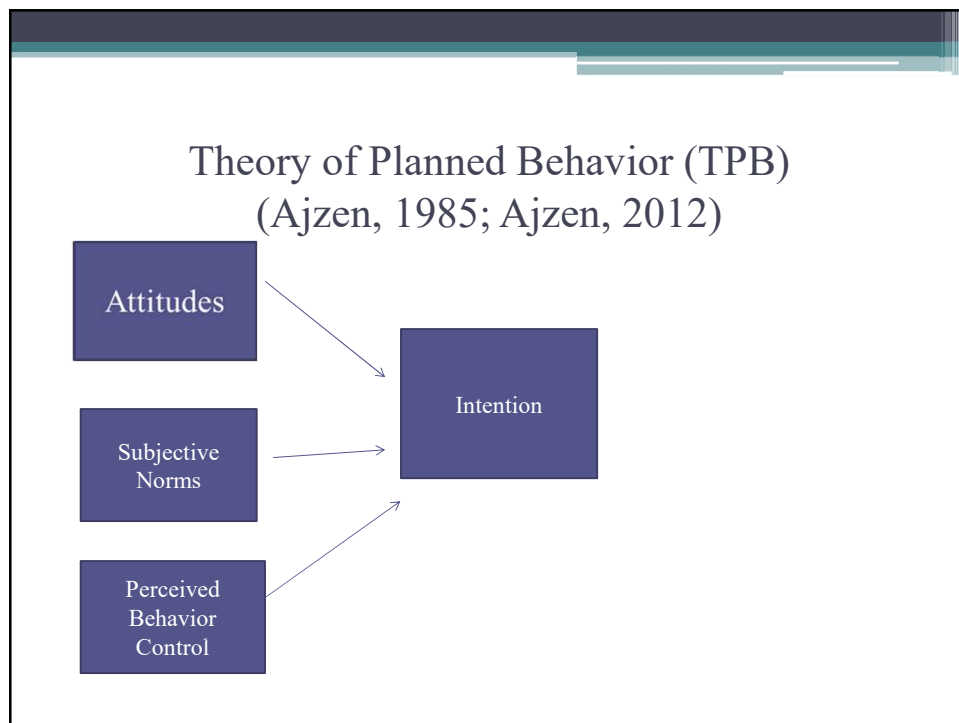 Theory of Planned Behavior (TPB)
(Ajzen, 1985; Ajzen, 2012)
Attitudes
Intention
Subjective
Norms
Perceived
Behavior
Control